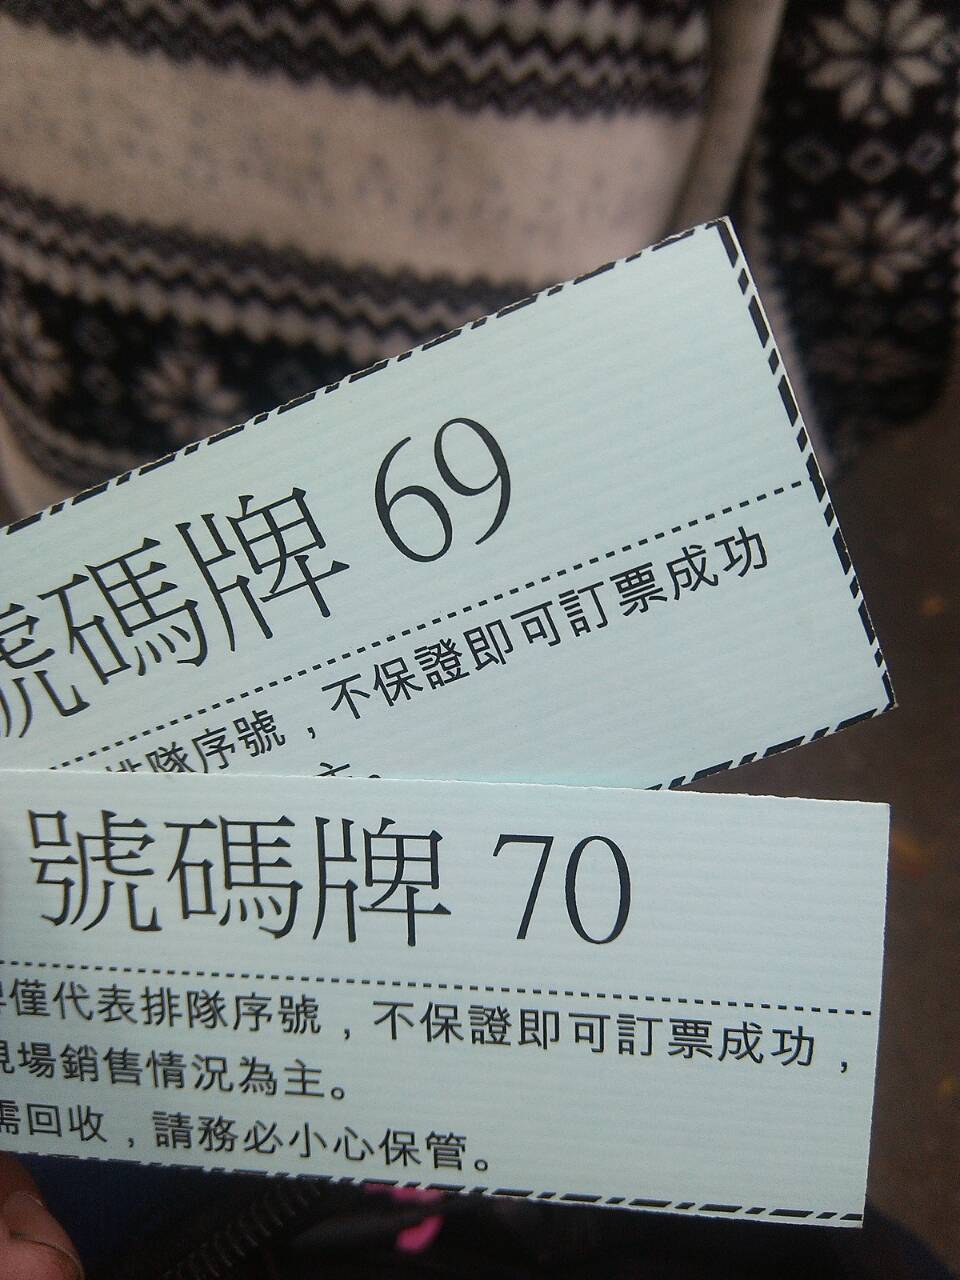 號碼牌 69
排隊序號，不保證即可訂票成功
主。
號碼牌 70
僅代表排隊序號，不保證即可訂票成功，
現場銷售情況為主。
需回收，請務必小心保管。